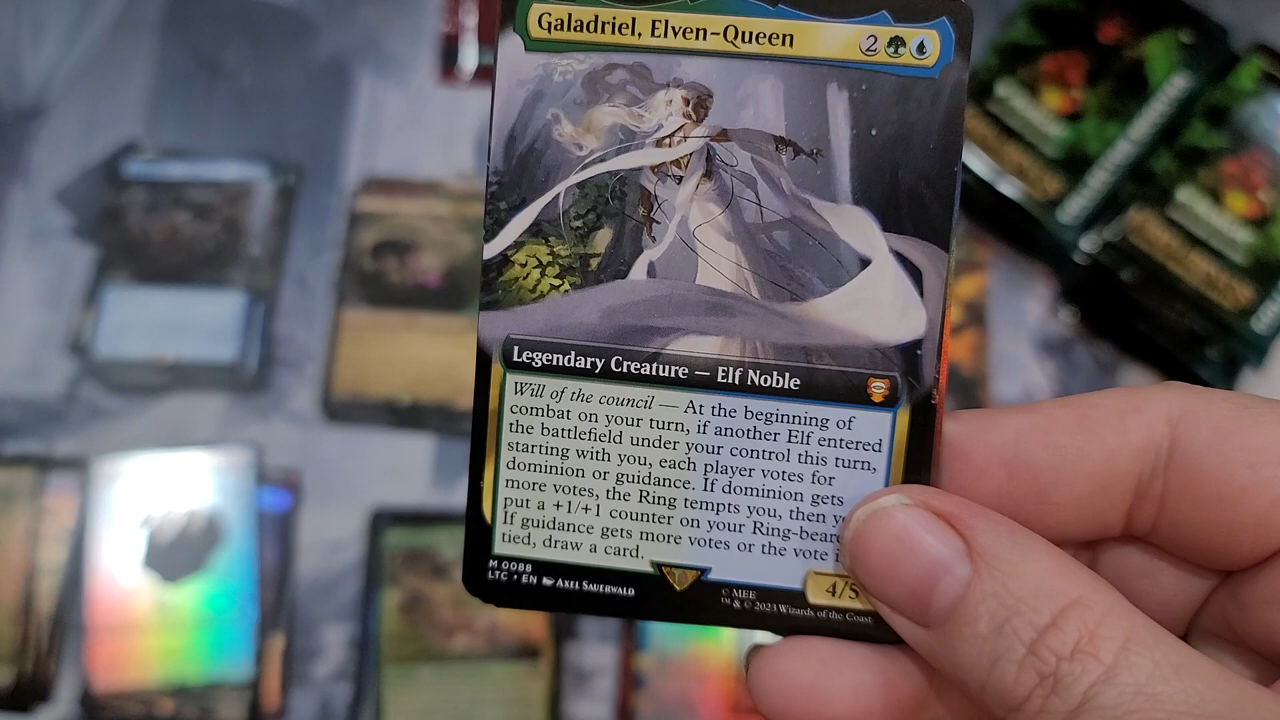 Galadriel, Elven-Queen 2
Legendary Creature — Elf Noble
Will of the council — At the beginning of
combat on your turn, if another Elf entered
the battlefield under your control this turn,
starting with you, each player votes for
dominion or guidance. If dominion gets
more votes, the Ring tempts you, then
put a +1/+1 counter on your
If guidance gets more votes or the vote
tied, draw a card.
4/5
M 0088
LTC • EN AXEL SAUERWALD
© MEE
™ & © 2023 Wizards of the Coast